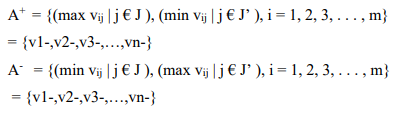 A⁺ = {(max vᵢⱼ | j € J ), (min vᵢⱼ | j € J’ ), i = 1, 2, 3, . . . , m}
= {v1-,v2-,v3-,…,vn-}
A⁻ = {(min vᵢⱼ | j € J ), (max vᵢⱼ | j € J’ ), i = 1, 2, 3, . . . , m}
= {v1-,v2-,v3-,…,vn-}